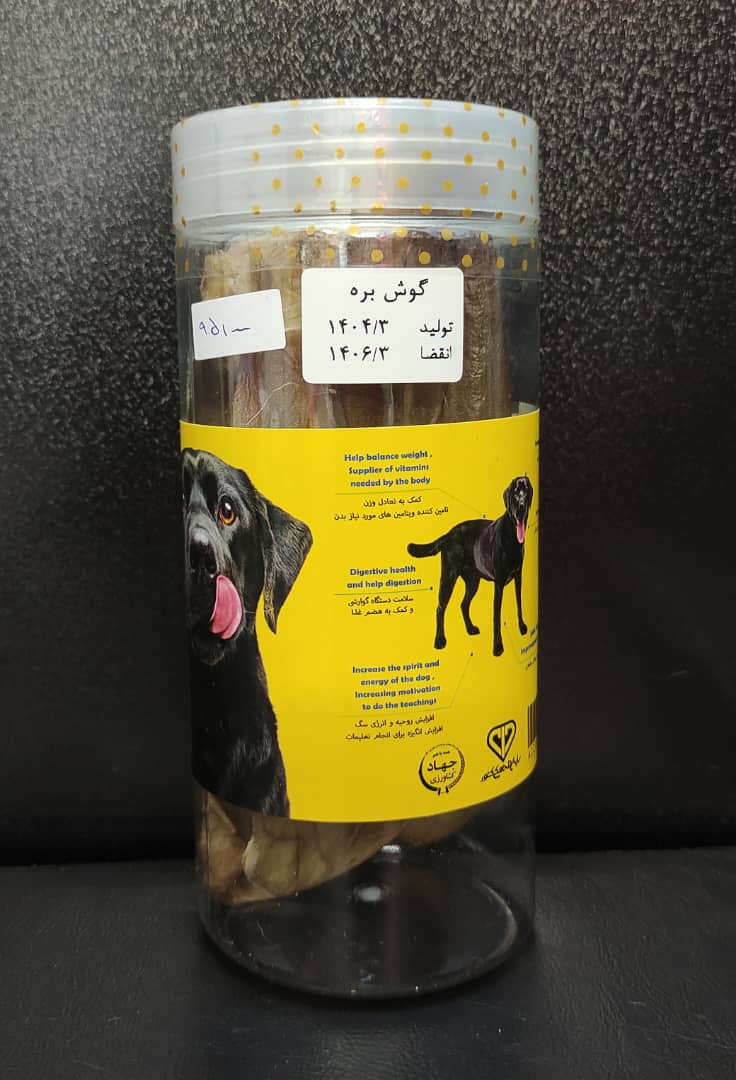 گوش بره
تولید ۱۴۰۴/۳
انقضا ۱۴۰۶/۳
Help balance weight ,
Supplier of vitamins
needed by the body
کمک به تعادل وزن
تامین کننده ویتامین های مورد نیاز بدن
Digestive health
and help digestion
سلامت دستگاه گوارشی
و کمک به هضم غذا
Increase the spirit and
energy of the dog ,
Increasing motivation
to do the teachings
افزایش روحیه و انرژی سگ
افزایش انگیزه برای انجام تعلیمات
جهاد
کشاورزی